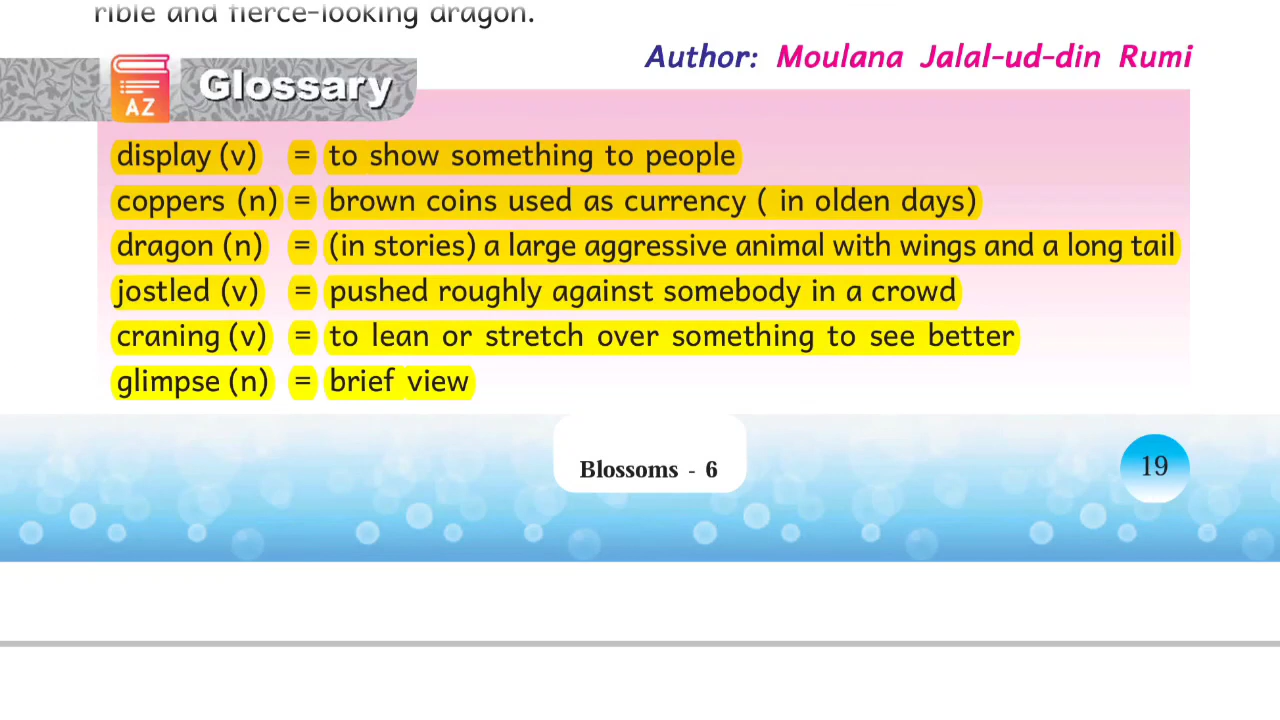 rible and fierce-looking dragon.
Author: Moulana Jalal-ud-din Rumi
AZ
Glossary
display (v) = to show something to people
coppers (n) = brown coins used as currency ( in olden days)
dragon (n) = (in stories) a large aggressive animal with wings and a long tail
jostled (v) = pushed roughly against somebody in a crowd
craning (v) = to lean or stretch over something to see better
glimpse (n) = brief view
Blossoms - 6
19